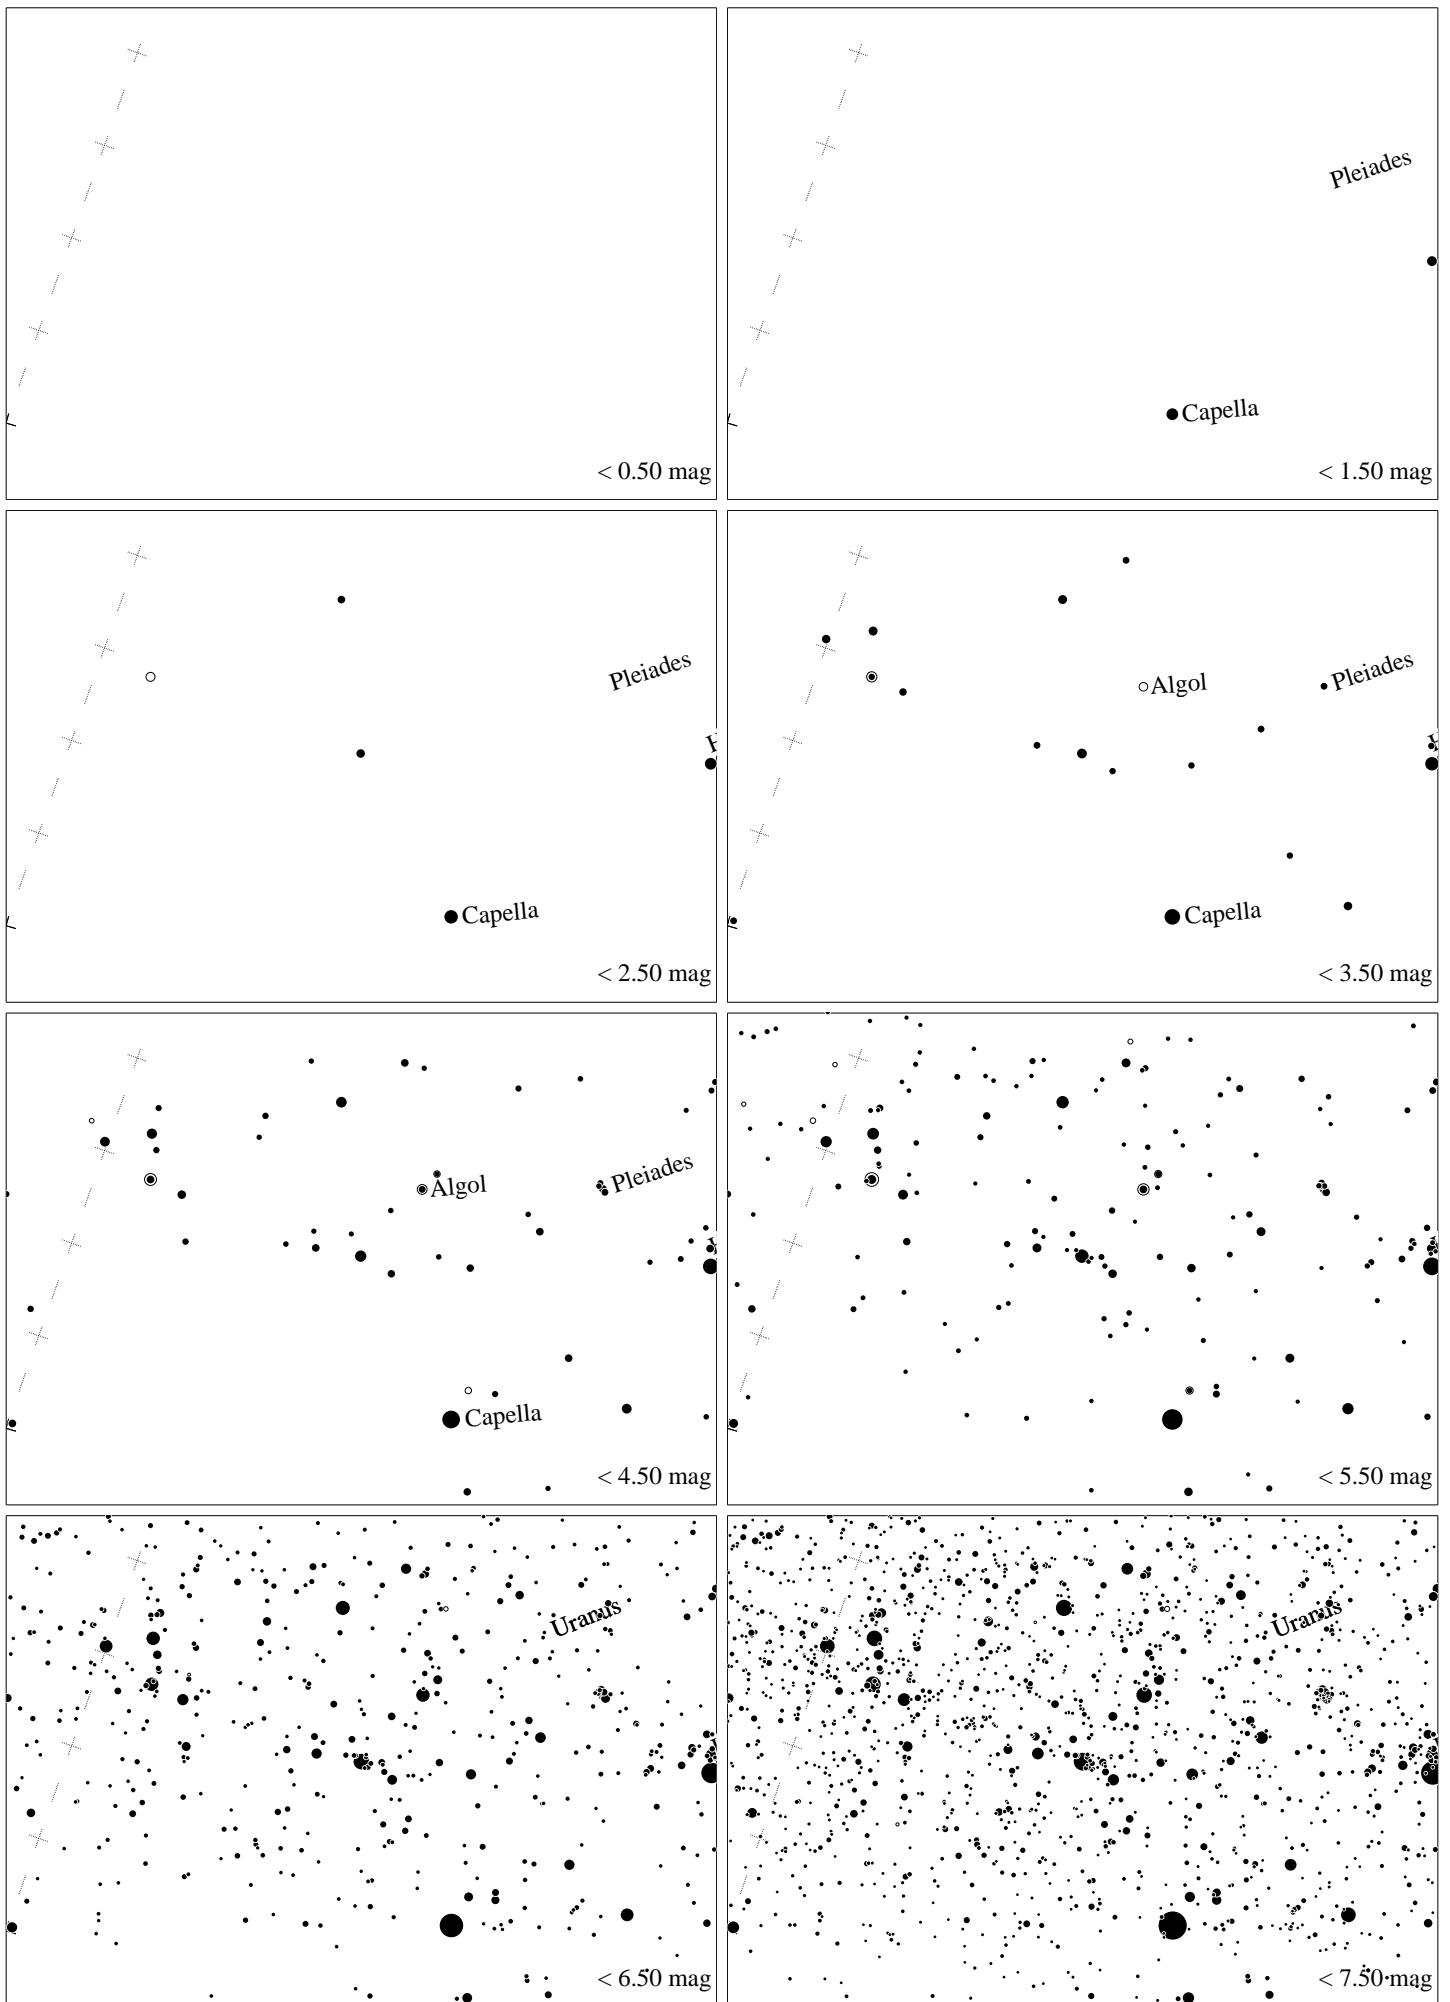 < 0.50 mag
Pleiades
Capella
< 1.50 mag
Pleiades
Capella
< 2.50 mag
Algol
Pleiades
Capella
< 3.50 mag
Algol
Pleiades
Capella
< 4.50 mag
< 5.50 mag
Uranus
< 6.50 mag
Uranus
< 7.50 mag